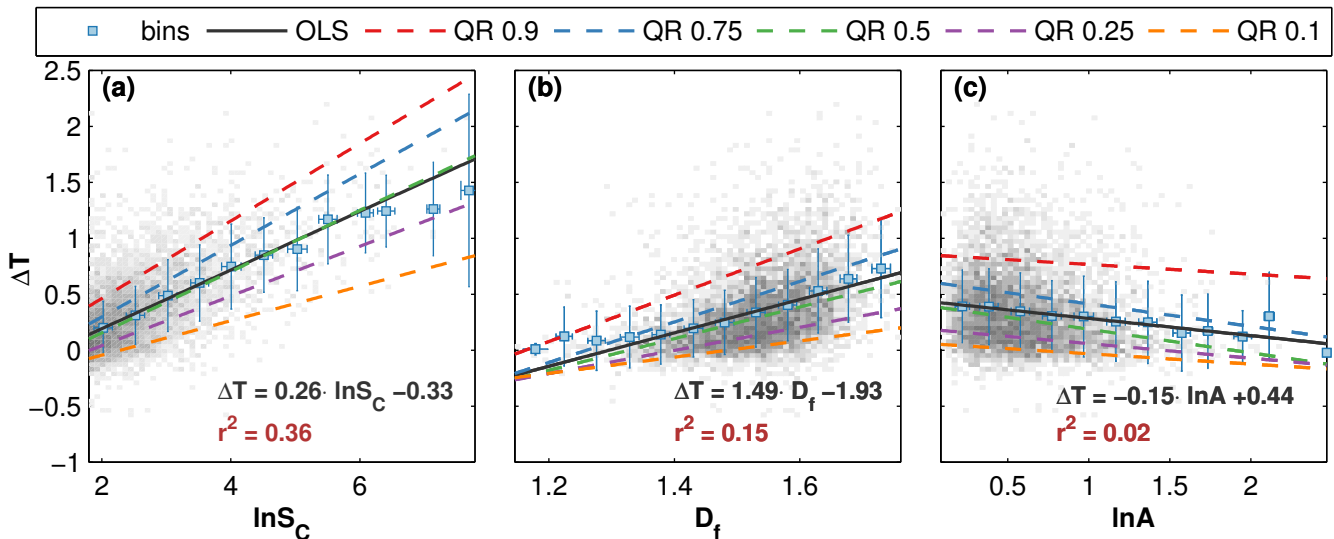 bins OLS QR 0.9 QR 0.75 QR 0.5 QR 0.25 QR 0.1
(a) (b) (c)
2.5
2
1.5
1
0.5
0
−0.5
−1
ΔT
ΔT = 0.26· lnS_C −0.33
r² = 0.36
ΔT = 1.49· D_f −1.93
r² = 0.15
ΔT = −0.15· lnA +0.44
r² = 0.02
2 4 6
1.2 1.4 1.6
0.5 1 1.5 2
lnS_C D_f lnA